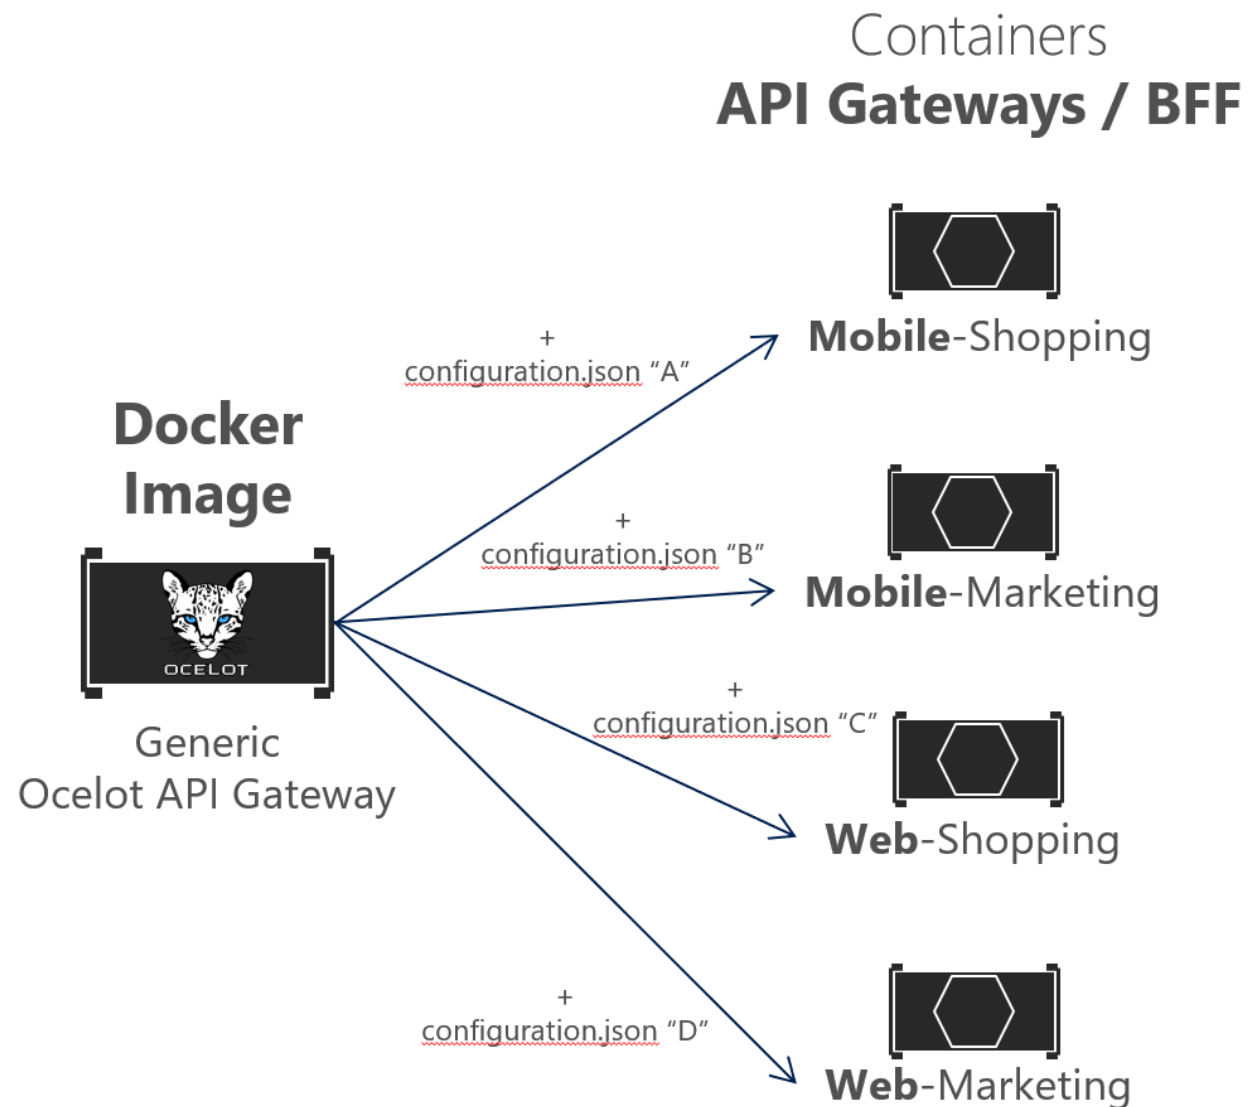 Containers
API Gateways / BFF
Mobile-Shopping
+
configuration.json “A”
Docker
Image
+
configuration.json “B”
Mobile-Marketing
OCELOT
+
configuration.json “C”
Generic
Ocelot API Gateway
Web-Shopping
+
configuration.json “D”
Web-Marketing